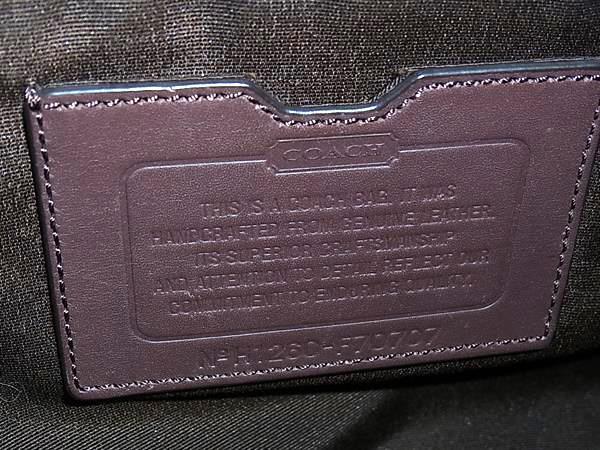 COACH
THIS IS A COACH BAG. IT WAS
HANDCRAFTED FROM GENUINE LEATHER.
ITS SUPERIOR CRAFTSMANSHIP
AND ATTENTION TO DETAIL REFLECT OUR
COMMITMENT TO ENDURING QUALITY.
Nº H1260-F70707